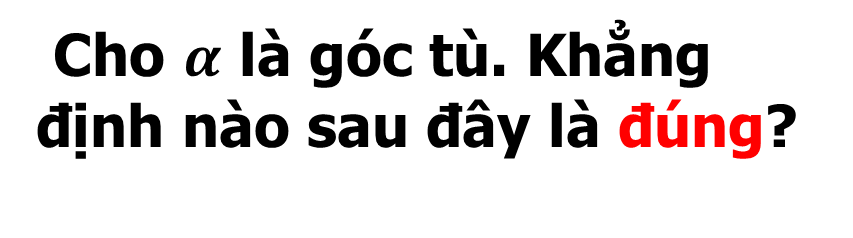 Cho 𝜶 là góc tù. Khẳng
định nào sau đây là đúng?